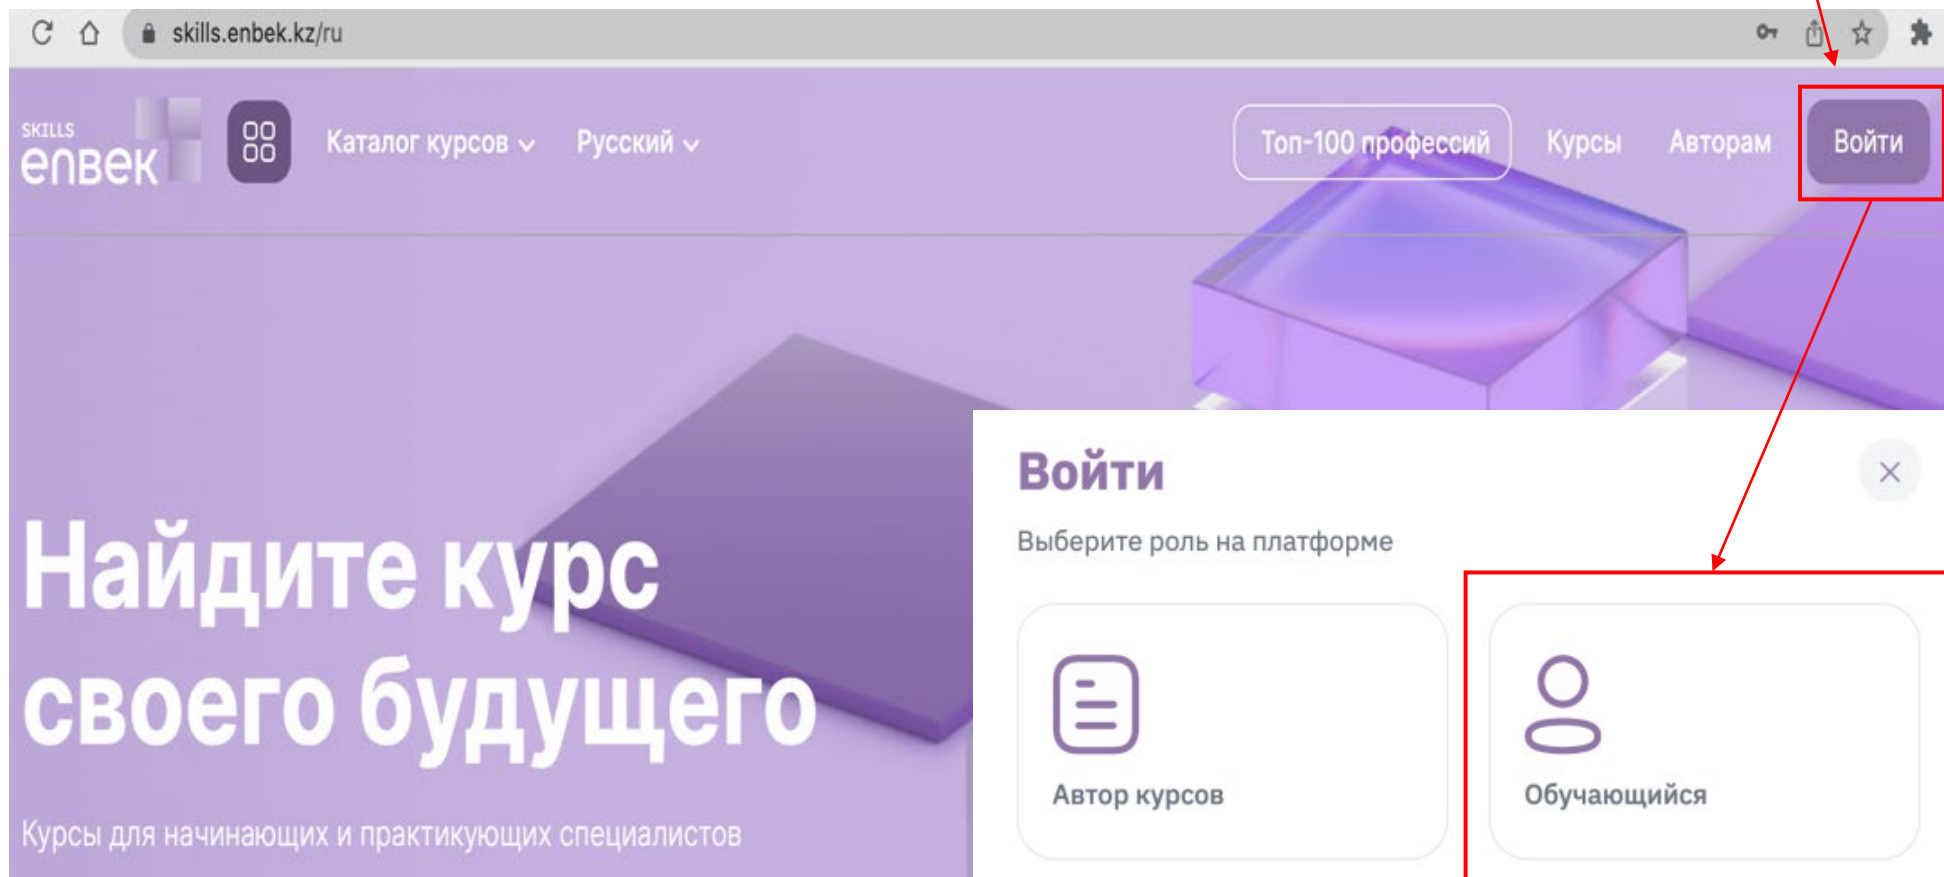 skills.enbek.kz/ru
SKILLS
enbek
Каталог курсов
Русский
Топ-100 профессий
Курсы
Авторам
Войти
Найдите курс
своего будущего
Курсы для начинающих и практикующих специалистов
Войти
Выберите роль на платформе
Автор курсов
Обучающийся